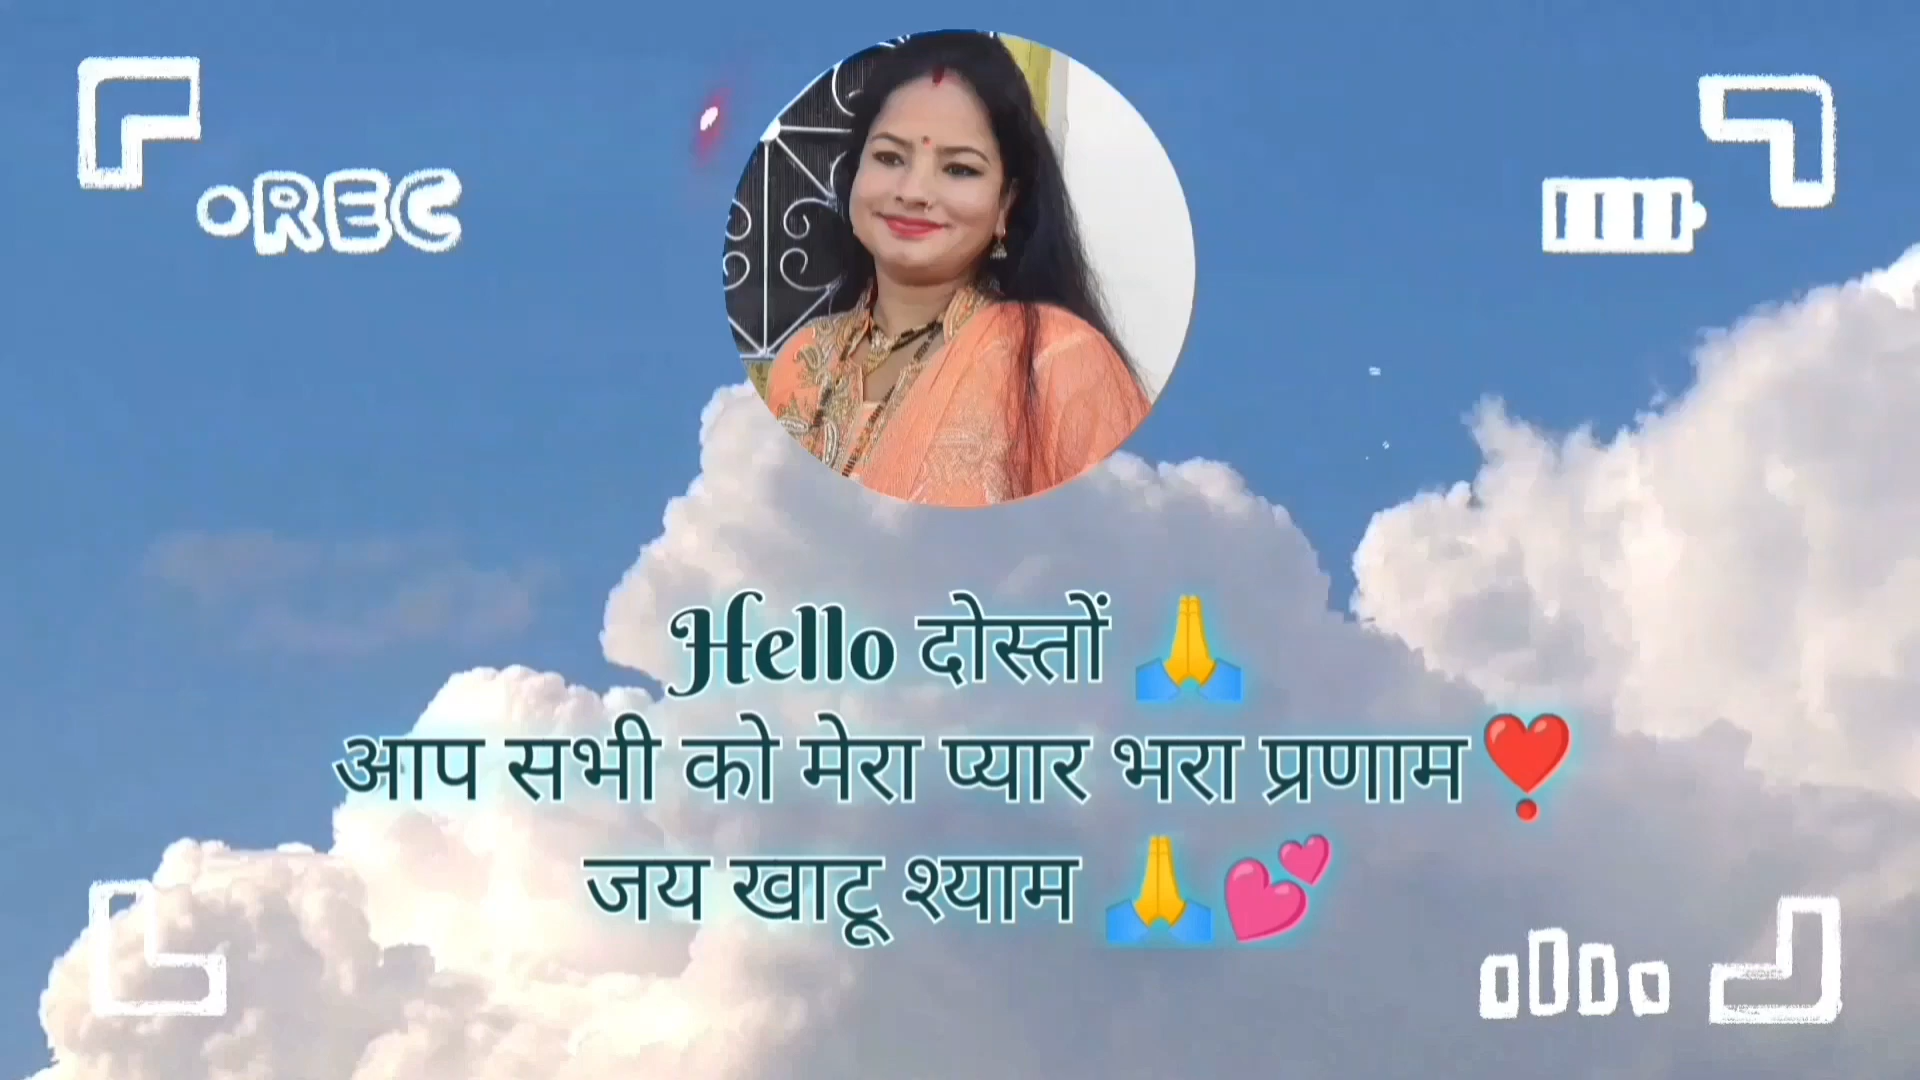 REC
Hello दोस्तों 🙏
आप सभी को मेरा प्यार भरा प्रणाम❣️
जय खाटू श्याम 🙏💕